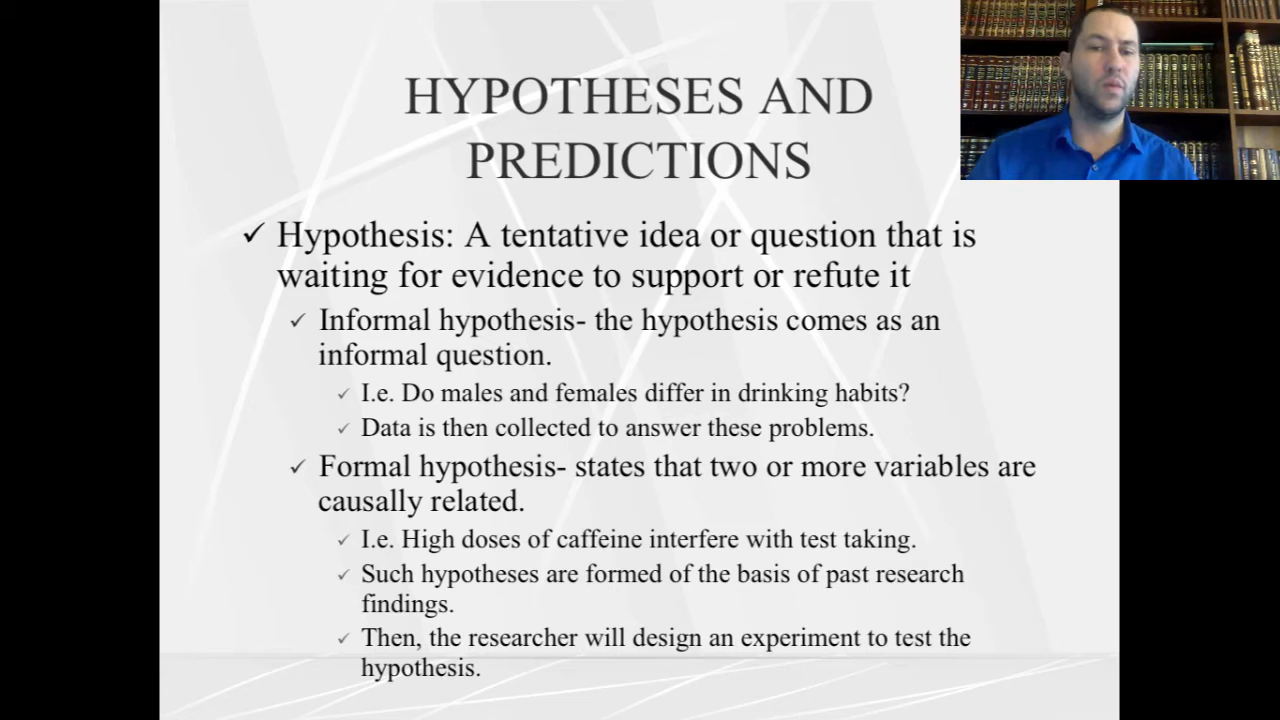 HYPOTHESES AND
PREDICTIONS
✓ Hypothesis: A tentative idea or question that is
waiting for evidence to support or refute it
✓ Informal hypothesis- the hypothesis comes as an
informal question.
✓ I.e. Do males and females differ in drinking habits?
✓ Data is then collected to answer these problems.
✓ Formal hypothesis- states that two or more variables are
causally related.
✓ I.e. High doses of caffeine interfere with test taking.
✓ Such hypotheses are formed of the basis of past research
findings.
✓ Then, the researcher will design an experiment to test the
hypothesis.